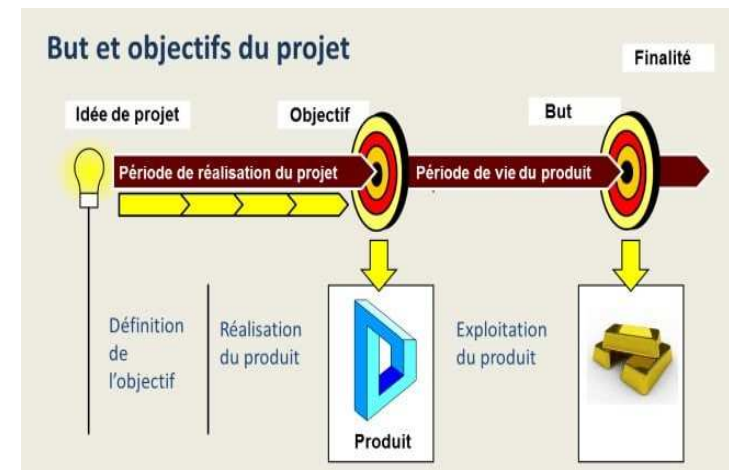 But et objectifs du projet
Finalité
Idée de projet
Objectif
But
Période de réalisation du projet
Période de vie du produit
Définition
de
l'objectif
Réalisation
du produit
Exploitation
du produit
Produit